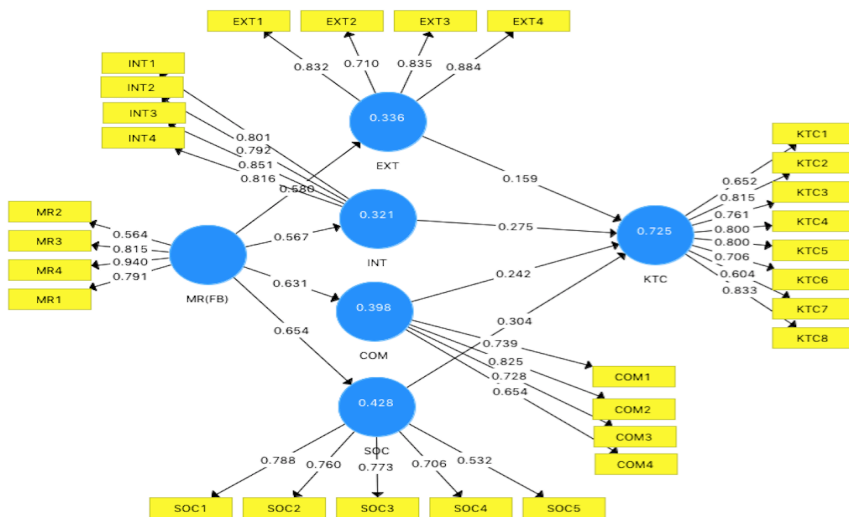 EXT1 EXT2 EXT3 EXT4
0.832 0.710 0.835 0.884
INT1
INT2
INT3
INT4
0.801
0.792
0.851
0.816
0.336
EXT
0.580
0.159
KTC1
KTC2
KTC3
KTC4
KTC5
KTC6
KTC7
KTC8
0.652
0.815
0.761
0.800
0.800
0.706
0.604
0.833
MR2
MR3
MR4
MR1
0.564
0.815
0.940
0.791
MR(FB)
0.567
0.321
INT
0.275
0.725
KTC
0.631
0.398
COM
0.242
0.654
0.304
0.739
0.825
0.728
0.654
COM1
COM2
COM3
COM4
0.428
SOC
0.788 0.760 0.773 0.706 0.532
SOC1 SOC2 SOC3 SOC4 SOC5